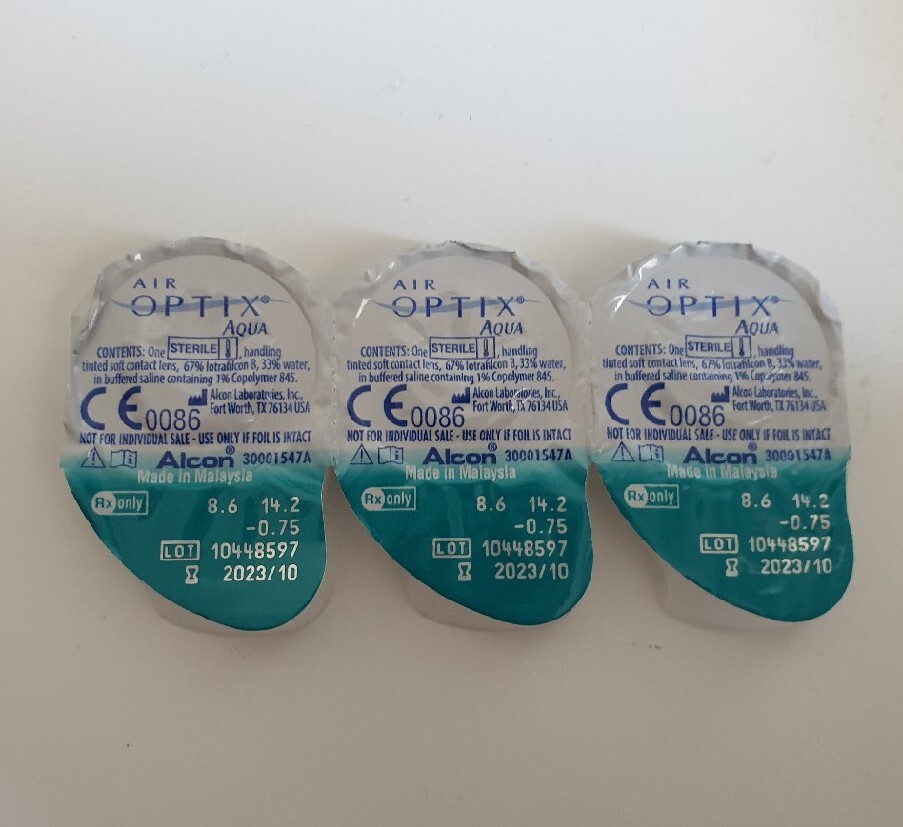 AIR
OPTIX®
AQUA
CONTENTS: One STERILE, handling
tinted soft contact lens, 67% lotrafilcon B, 33% water,
in buffered saline containing 1% Copolymer 845.
CE0086 Alcon Laboratories, Inc.,
Fort Worth, TX 76134 USA
NOT FOR INDIVIDUAL SALE - USE ONLY IF FOIL IS INTACT
Alcon® 30001547A
Made in Malaysia
Rx only
8.6 14.2
-0.75
LOT 10448597
2023/10
AIR
OPTIX®
AQUA
CONTENTS: One STERILE, handling
tinted soft contact lens, 67% lotrafilcon B, 33% water,
in buffered saline containing 1% Copolymer 845.
CE0086 Alcon Laboratories, Inc.,
Fort Worth, TX 76134 USA
NOT FOR INDIVIDUAL SALE - USE ONLY IF FOIL IS INTACT
Alcon® 30001547A
Made in Malaysia
Rx only
8.6 14.2
-0.75
LOT 10448597
2023/10
AIR
OPTIX®
AQUA
CONTENTS: One STERILE, handling
tinted soft contact lens, 67% lotrafilcon B, 33% water,
in buffered saline containing 1% Copolymer 845.
CE0086 Alcon Laboratories, Inc.,
Fort Worth, TX 76134 USA
NOT FOR INDIVIDUAL SALE - USE ONLY IF FOIL IS INTACT
Alcon® 30001547A
Made in Malaysia
Rx only
8.6 14.2
-0.75
LOT 10448597
2023/10